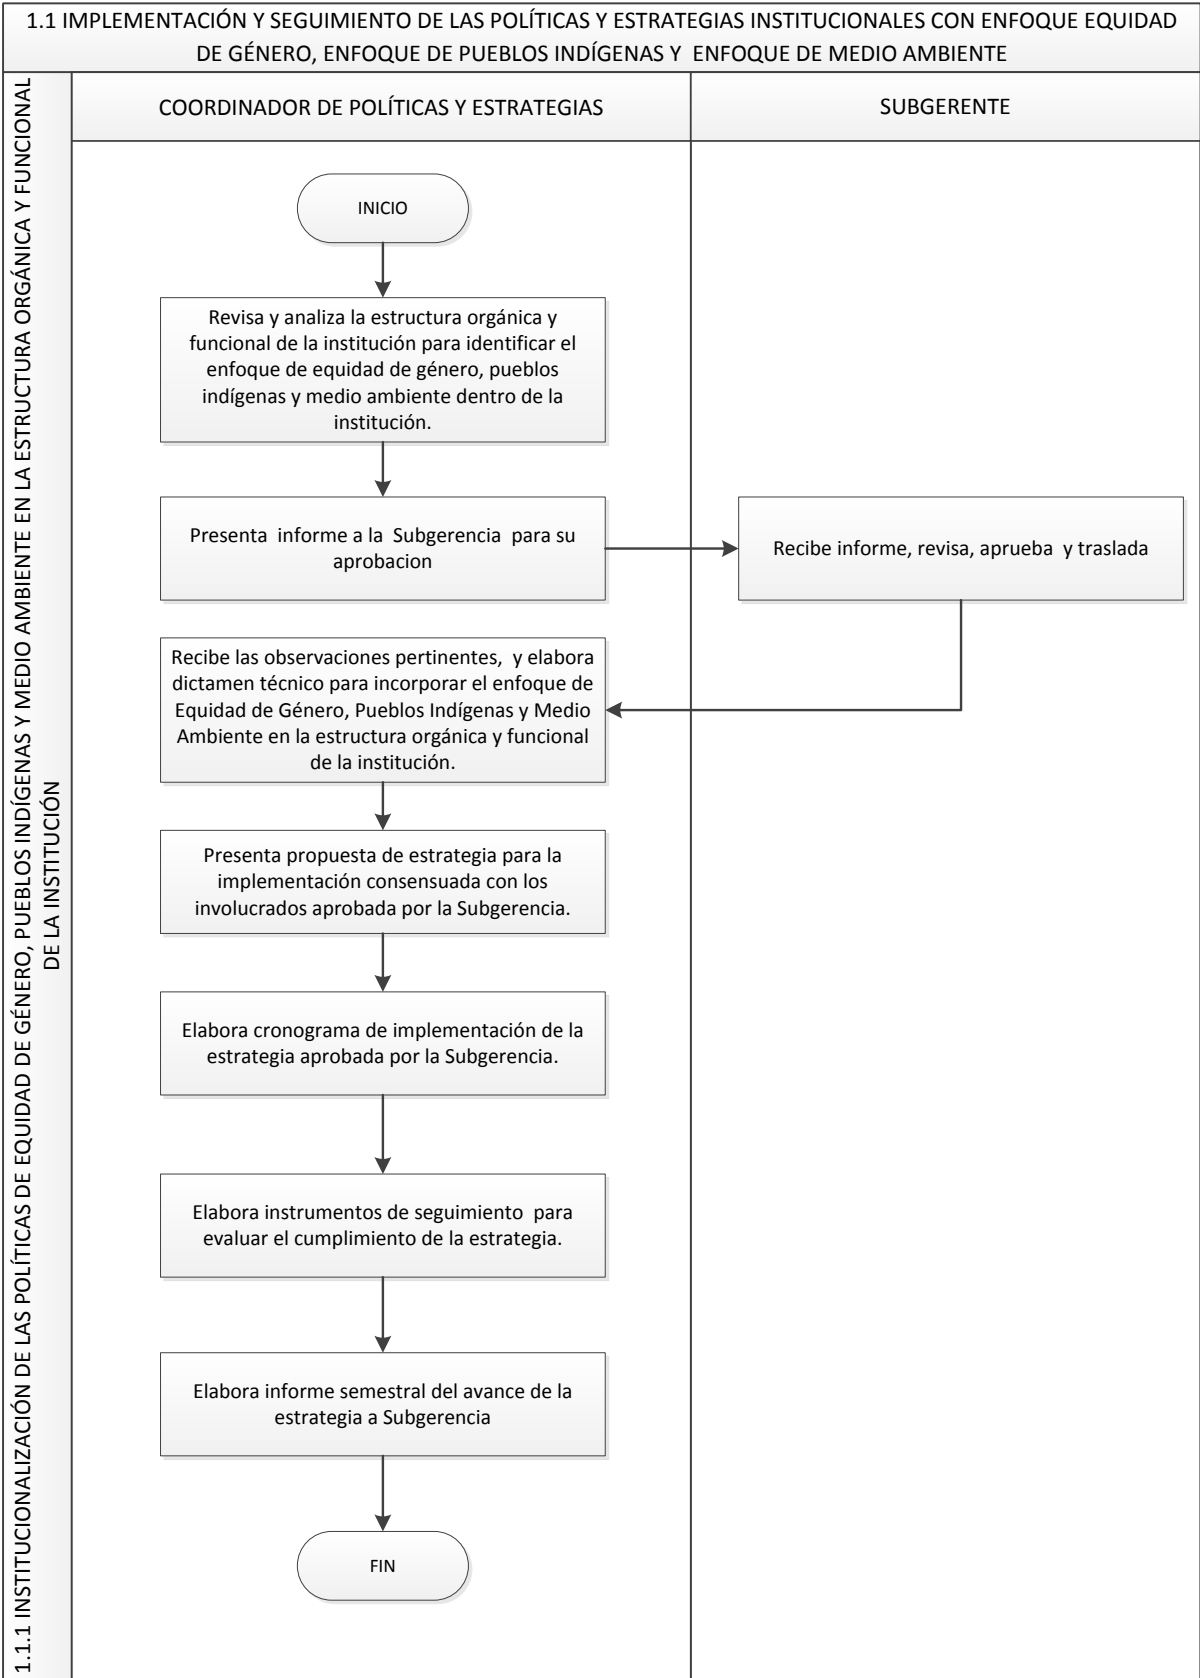 1.1 IMPLEMENTACIÓN Y SEGUIMIENTO DE LAS POLÍTICAS Y ESTRATEGIAS INSTITUCIONALES CON ENFOQUE EQUIDAD
DE GÉNERO, ENFOQUE DE PUEBLOS INDÍGENAS Y ENFOQUE DE MEDIO AMBIENTE
1.1.1 INSTITUCIONALIZACIÓN DE LAS POLÍTICAS DE EQUIDAD DE GÉNERO, PUEBLOS INDÍGENAS Y MEDIO AMBIENTE EN LA ESTRUCTURA ORGÁNICA Y FUNCIONAL
DE LA INSTITUCIÓN
COORDINADOR DE POLÍTICAS Y ESTRATEGIAS
SUBGERENTE
INICIO
Revisa y analiza la estructura orgánica y
funcional de la institución para identificar el
enfoque de equidad de género, pueblos
indígenas y medio ambiente dentro de la
institución.
Presenta informe a la Subgerencia para su
aprobacion
Recibe informe, revisa, aprueba y traslada
Recibe las observaciones pertinentes, y elabora
dictamen técnico para incorporar el enfoque de
Equidad de Género, Pueblos Indígenas y Medio
Ambiente en la estructura orgánica y funcional
de la institución.
Presenta propuesta de estrategia para la
implementación consensuada con los
involucrados aprobada por la Subgerencia.
Elabora cronograma de implementación de la
estrategia aprobada por la Subgerencia.
Elabora instrumentos de seguimiento para
evaluar el cumplimiento de la estrategia.
Elabora informe semestral del avance de la
estrategia a Subgerencia
FIN